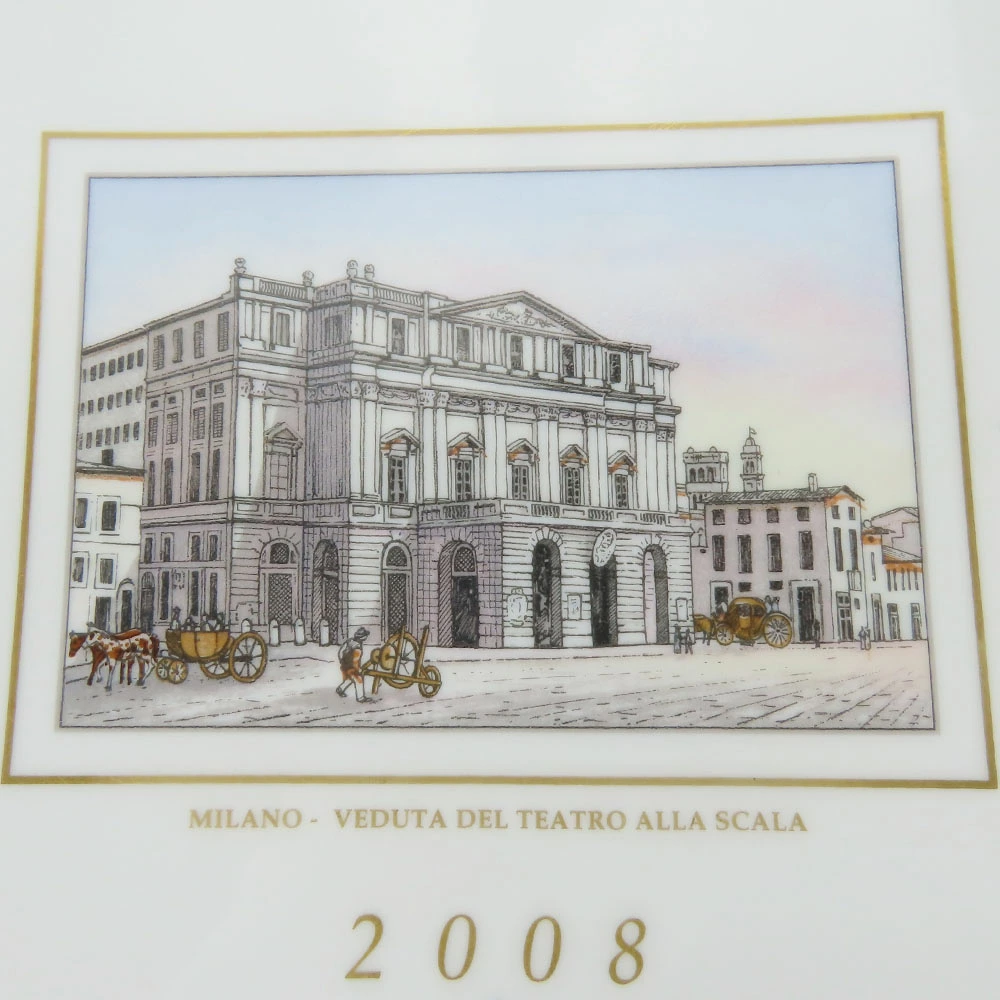 MILANO - VEDUTA DEL TEATRO ALLA SCALA
2008